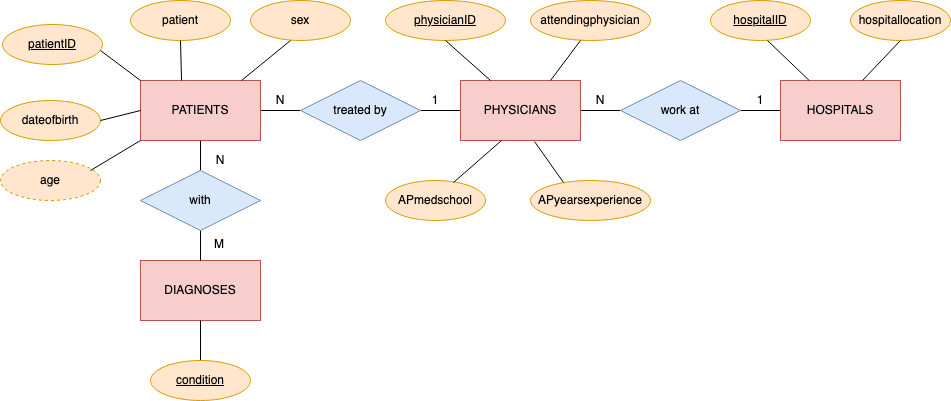 patient
sex
physicianID
attendingphysician
hospitalID
hospitallocation
patientID
PATIENTS
N
treated by
1
PHYSICIANS
N
work at
1
HOSPITALS
dateofbirth
age
N
with
APmedschool
APyearsexperience
M
DIAGNOSES
condition